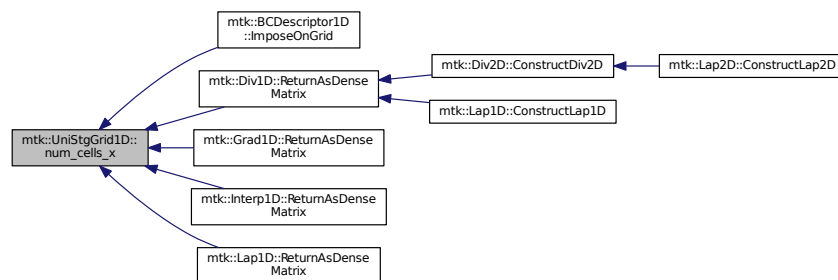 mtk::BCDescriptor1D
::ImposeOnGrid
mtk::Div1D::ReturnAsDense
Matrix
mtk::Div2D::ConstructDiv2D
mtk::Lap2D::ConstructLap2D
mtk::Lap1D::ConstructLap1D
mtk::UniStgGrid1D::
num_cells_x
mtk::Grad1D::ReturnAsDense
Matrix
mtk::Interp1D::ReturnAsDense
Matrix
mtk::Lap1D::ReturnAsDense
Matrix